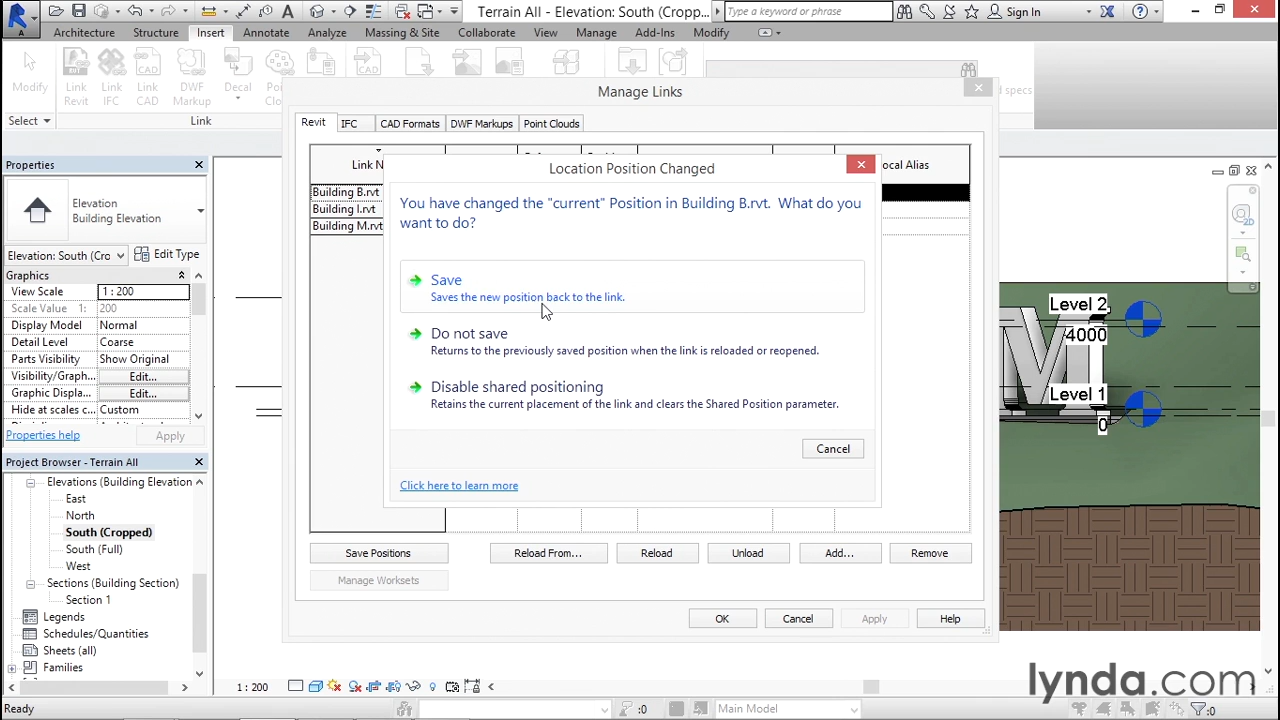 Terrain All - Elevation: South (Cropp...
Type a keyword or phrase
Sign In
Architecture
Structure
Insert
Annotate
Analyze
Massing & Site
Collaborate
View
Manage
Add-Ins
Modify
Modify
Link
Revit
Link
IFC
Link
CAD
DWF
Markup
Decal
Select
Link
Manage Links
Revit
IFC
CAD Formats
DWF Markups
Point Clouds
Building B.rvt
Building I.rvt
Building M.rvt
Location Position Changed
You have changed the "current" Position in Building B.rvt. What do you
want to do?
Save
Saves the new position back to the link.
Do not save
Returns to the previously saved position when the link is reloaded or reopened.
Disable shared positioning
Retains the current placement of the link and clears the Shared Position parameter.
Cancel
Click here to learn more
Save Positions
Reload From...
Reload
Unload
Add...
Remove
Manage Worksets
OK
Cancel
Apply
Help
Properties
Elevation
Building Elevation
Elevation: South (Cro
Edit Type
Graphics
View Scale
1 : 200
Scale Value 1:
200
Display Model
Normal
Detail Level
Coarse
Parts Visibility
Show Original
Visibility/Graph...
Edit...
Graphic Displa...
Edit...
Hide at scales c...
Custom
Properties help
Apply
Project Browser - Terrain All
Elevations (Building Elevation
East
North
South (Cropped)
South (Full)
West
Sections (Building Section)
Section 1
Legends
Schedules/Quantities
Sheets (all)
Families
Level 2
4000
Level 1
0
1 : 200
Ready
:0
Main Model
:0
lynda.com